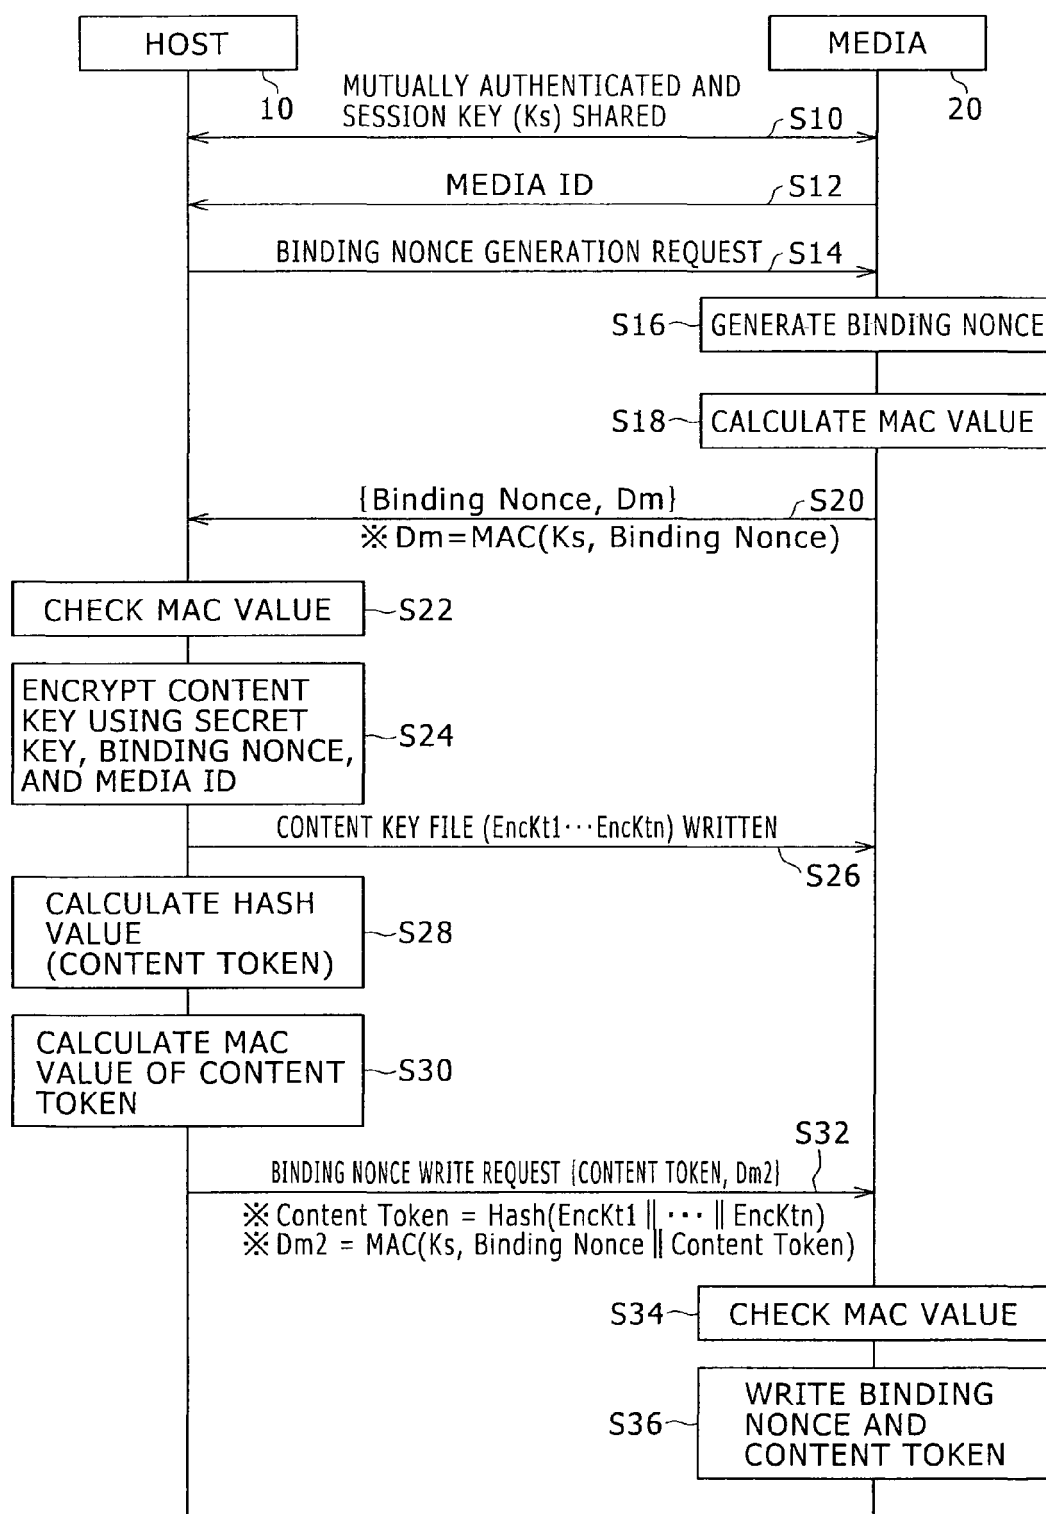 HOST
MEDIA
10
20
MUTUALLY AUTHENTICATED AND
SESSION KEY (Ks) SHARED
S10
MEDIA ID
S12
BINDING NONCE GENERATION REQUEST
S14
S16
GENERATE BINDING NONCE
S18
CALCULATE MAC VALUE
{Binding Nonce, Dm}
S20
※Dm=MAC(Ks, Binding Nonce)
CHECK MAC VALUE
S22
ENCRYPT CONTENT
KEY USING SECRET
KEY, BINDING NONCE,
AND MEDIA ID
S24
CONTENT KEY FILE (EncKt1···EncKtn) WRITTEN
S26
CALCULATE HASH
VALUE
(CONTENT TOKEN)
S28
CALCULATE MAC
VALUE OF CONTENT
TOKEN
S30
S32
BINDING NONCE WRITE REQUEST {CONTENT TOKEN, Dm2}
※ Content Token = Hash(EncKt1 || ··· || EncKtn)
※ Dm2 = MAC(Ks, Binding Nonce || Content Token)
S34
CHECK MAC VALUE
S36
WRITE BINDING
NONCE AND
CONTENT TOKEN